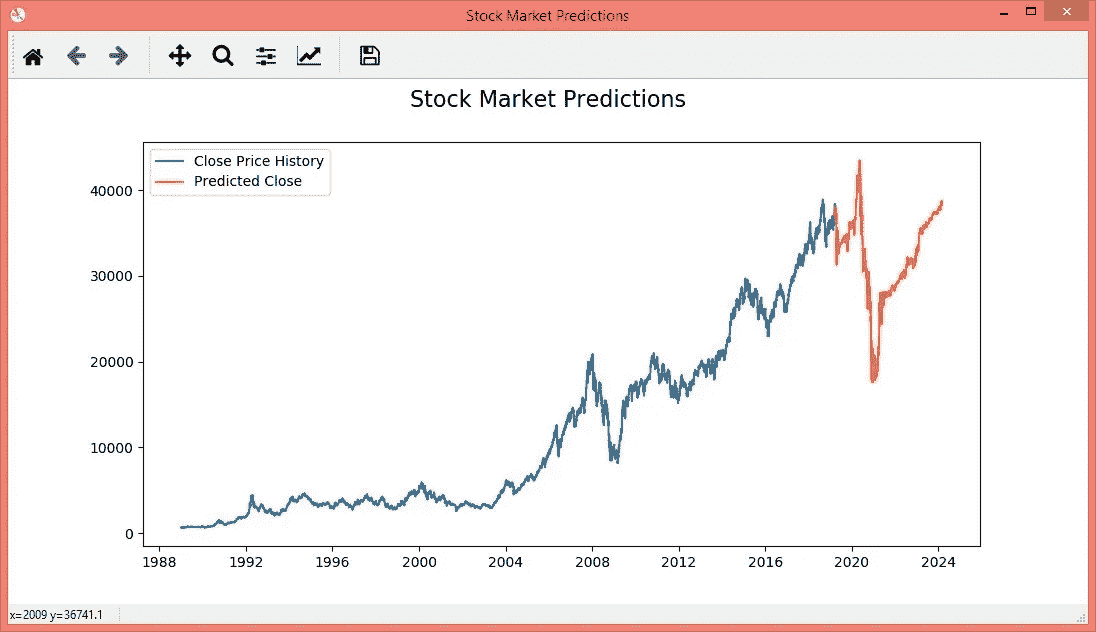 Stock Market Predictions
Stock Market Predictions
Close Price History
Predicted Close
40000
30000
20000
10000
0
1988 1992 1996 2000 2004 2008 2012 2016 2020 2024
x=2009 y=36741.1